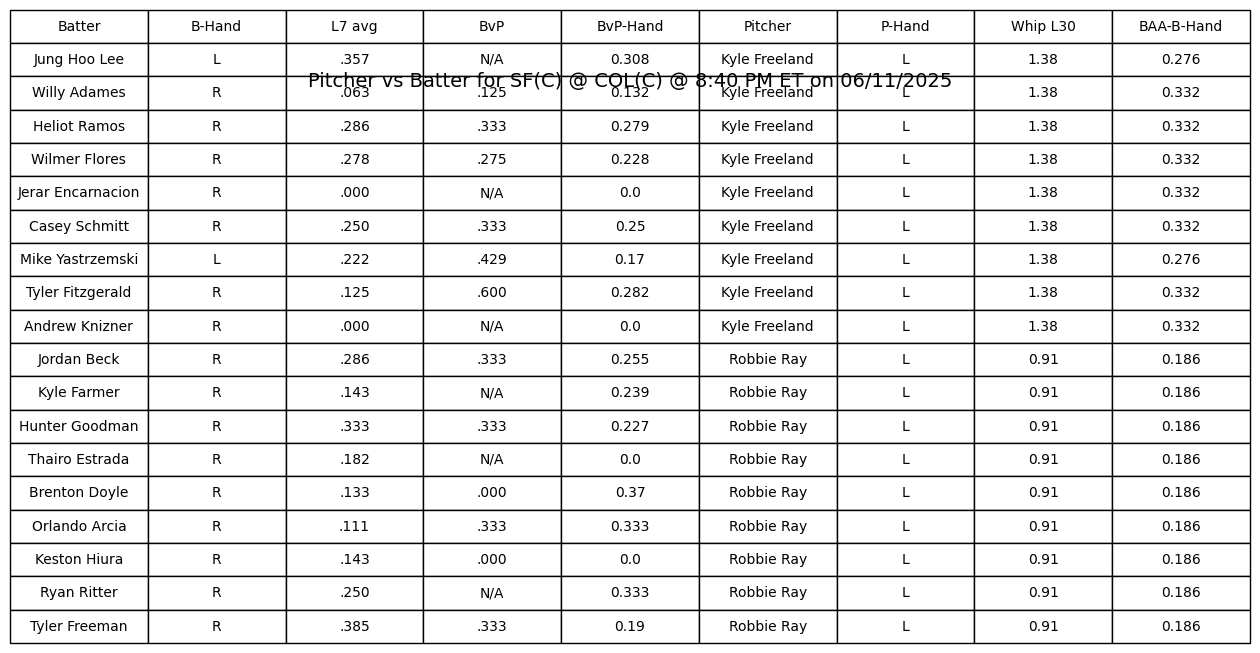 Batter B-Hand L7 avg BvP BvP-Hand Pitcher P-Hand Whip L30 BAA-B-Hand
Jung Hoo Lee L .357 N/A 0.308 Kyle Freeland L 1.38 0.276
Pitcher vs Batter for SF(C) @ COL(C) @ 8:40 PM ET on 06/11/2025
Willy Adames R .063 .125 0.132 Kyle Freeland L 1.38 0.332
Heliot Ramos R .286 .333 0.279 Kyle Freeland L 1.38 0.332
Wilmer Flores R .278 .275 0.228 Kyle Freeland L 1.38 0.332
Jerar Encarnacion R .000 N/A 0.0 Kyle Freeland L 1.38 0.332
Casey Schmitt R .250 .333 0.25 Kyle Freeland L 1.38 0.332
Mike Yastrzemski L .222 .429 0.17 Kyle Freeland L 1.38 0.276
Tyler Fitzgerald R .125 .600 0.282 Kyle Freeland L 1.38 0.332
Andrew Knizner R .000 N/A 0.0 Kyle Freeland L 1.38 0.332
Jordan Beck R .286 .333 0.255 Robbie Ray L 0.91 0.186
Kyle Farmer R .143 N/A 0.239 Robbie Ray L 0.91 0.186
Hunter Goodman R .333 .333 0.227 Robbie Ray L 0.91 0.186
Thairo Estrada R .182 N/A 0.0 Robbie Ray L 0.91 0.186
Brenton Doyle R .133 .000 0.37 Robbie Ray L 0.91 0.186
Orlando Arcia R .111 .333 0.333 Robbie Ray L 0.91 0.186
Keston Hiura R .143 .000 0.0 Robbie Ray L 0.91 0.186
Ryan Ritter R .250 N/A 0.333 Robbie Ray L 0.91 0.186
Tyler Freeman R .385 .333 0.19 Robbie Ray L 0.91 0.186